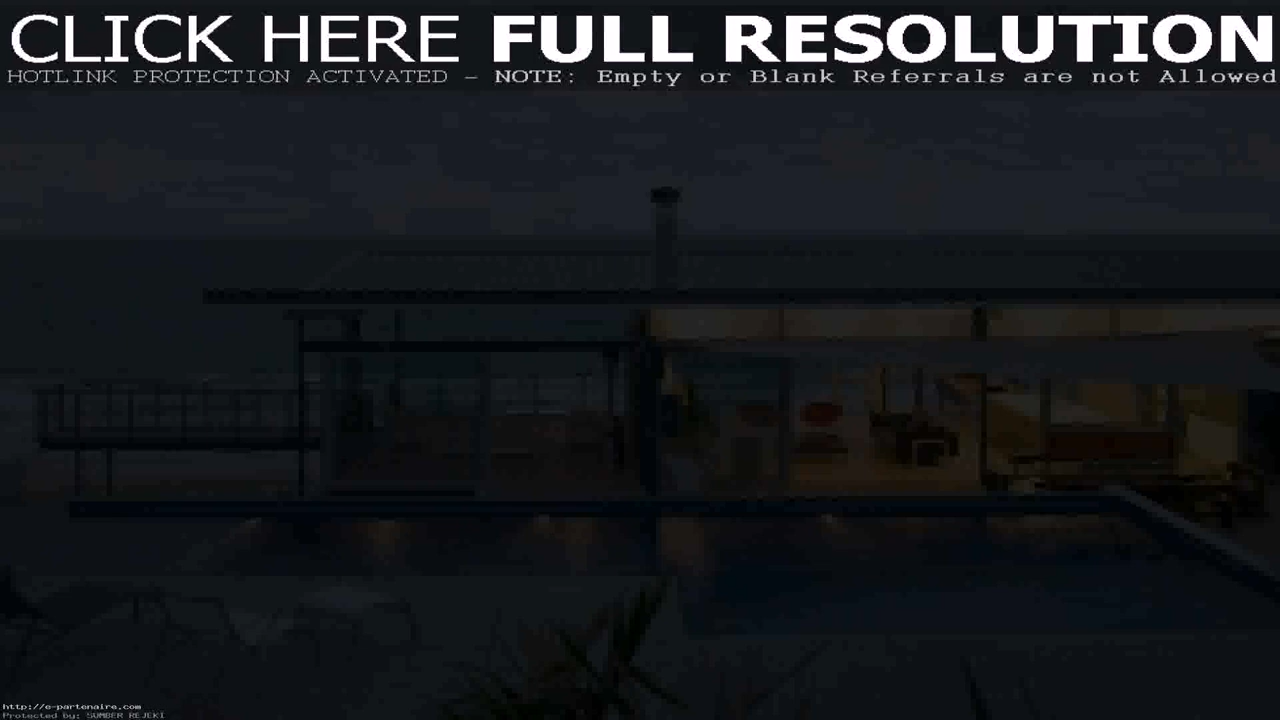 CLICK HERE FULL RESOLUTION
HOTLINK PROTECTION ACTIVATED - NOTE: Empty or Blank Referrals are not Allowed
http://e-partenaire.com
Protected by: SUMBER REJEKI